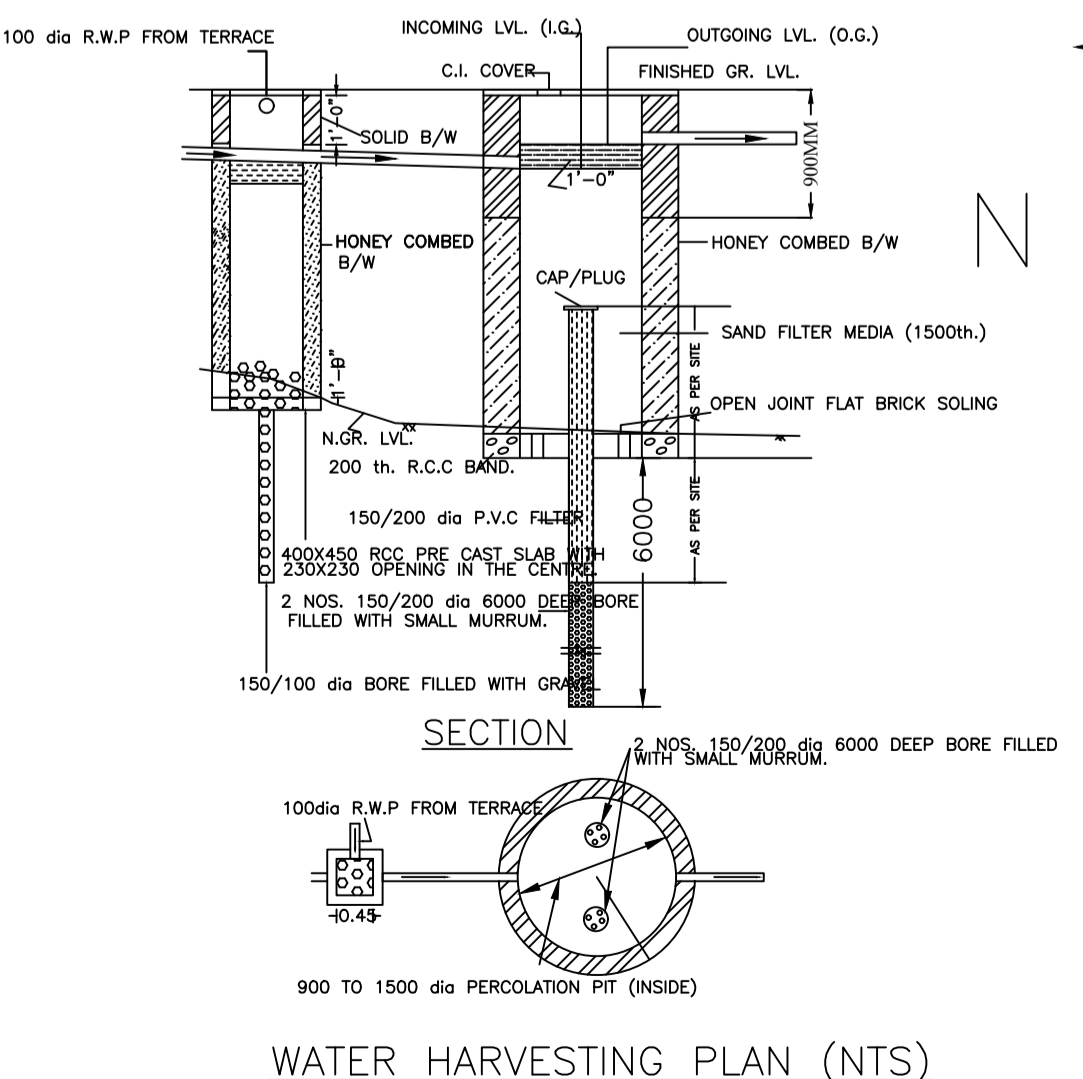 100 dia R.W.P FROM TERRACE
INCOMING LVL. (I.G.)
OUTGOING LVL. (O.G.)
C.I. COVER
FINISHED GR. LVL.
1'-0"
SOLID B/W
900MM
1'-0"
N
HONEY COMBED
B/W
HONEY COMBED B/W
CAP/PLUG
SAND FILTER MEDIA (1500th.)
AS PER SITE
1'-0"
OPEN JOINT FLAT BRICK SOLING
N.GR. LVL.
200 th. R.C.C BAND.
AS PER SITE
6000
150/200 dia P.V.C FILTER
400X450 RCC PRE CAST SLAB WITH
230X230 OPENING IN THE CENTRE.
2 NOS. 150/200 dia 6000 DEEP BORE
FILLED WITH SMALL MURRUM.
150/100 dia BORE FILLED WITH GRAVEL
SECTION
2 NOS. 150/200 dia 6000 DEEP BORE FILLED
WITH SMALL MURRUM.
100dia R.W.P FROM TERRACE
0.45
900 TO 1500 dia PERCOLATION PIT (INSIDE)
WATER HARVESTING PLAN (NTS)